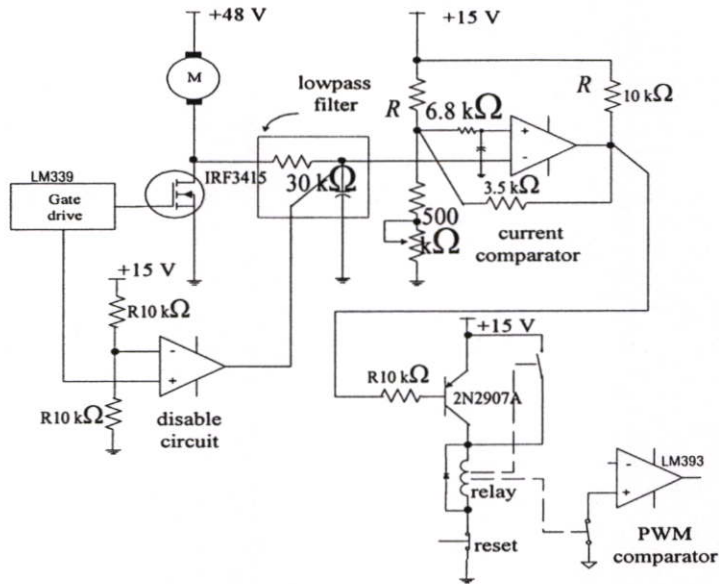 +48 V
+15 V
M
lowpass
filter
R
6.8 kΩ
R
10 kΩ
+
-
LM339
Gate
drive
IRF3415
30 kΩ
3.5 kΩ
500
kΩ
current
comparator
+15 V
R10 kΩ
-
+
R10 kΩ
disable
circuit
+15 V
R10 kΩ
2N2907A
relay
reset
LM393
-
+
PWM
comparator